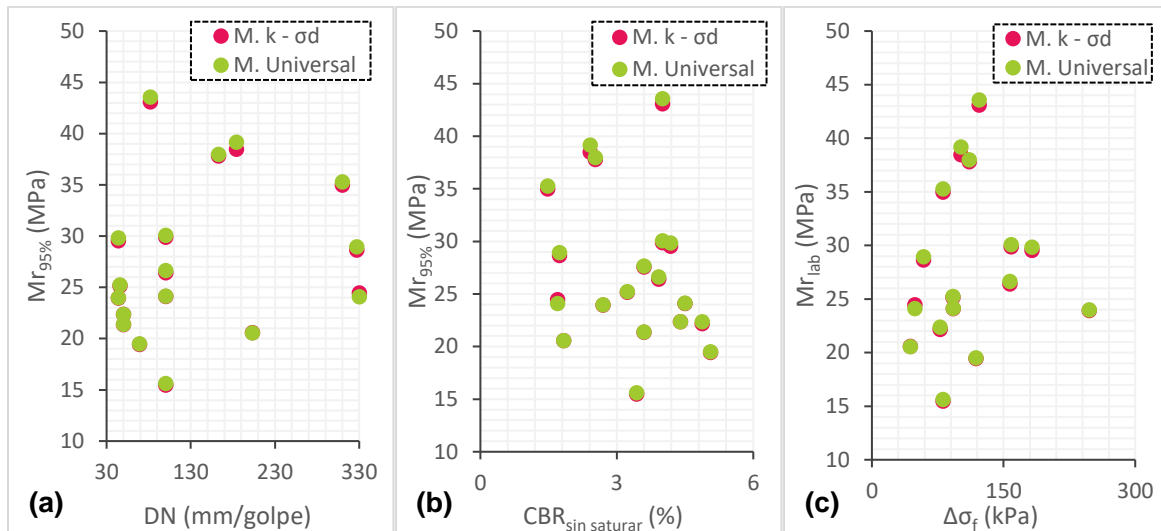 50
45
40
35
30
25
20
15
10
Mr95% (MPa)
30
130
230
330
DN (mm/golpe)
(a)
M. k - σd
M. Universal
50
45
40
35
30
25
20
15
10
Mr95% (MPa)
0
3
6
CBRsin saturar (%)
(b)
M. k - σd
M. Universal
50
45
40
35
30
25
20
15
10
Mrlab (MPa)
0
150
300
Δσf (kPa)
(c)
M. k - σd
M. Universal